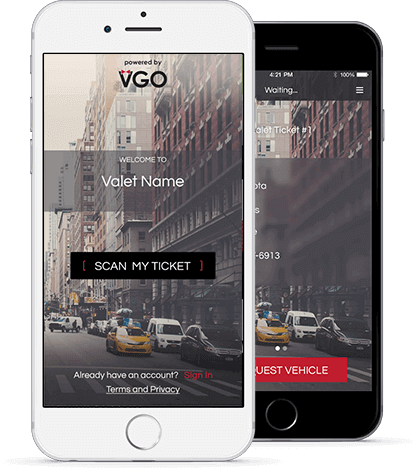 powered by
VGO
WELCOME TO
Valet Name
[ SCAN MY TICKET ]
Already have an account? Sign In
Terms and Privacy
4:21 PM
100%
Waiting...
alet Ticket #1
ota
s
e
-6913
UEST VEHICLE